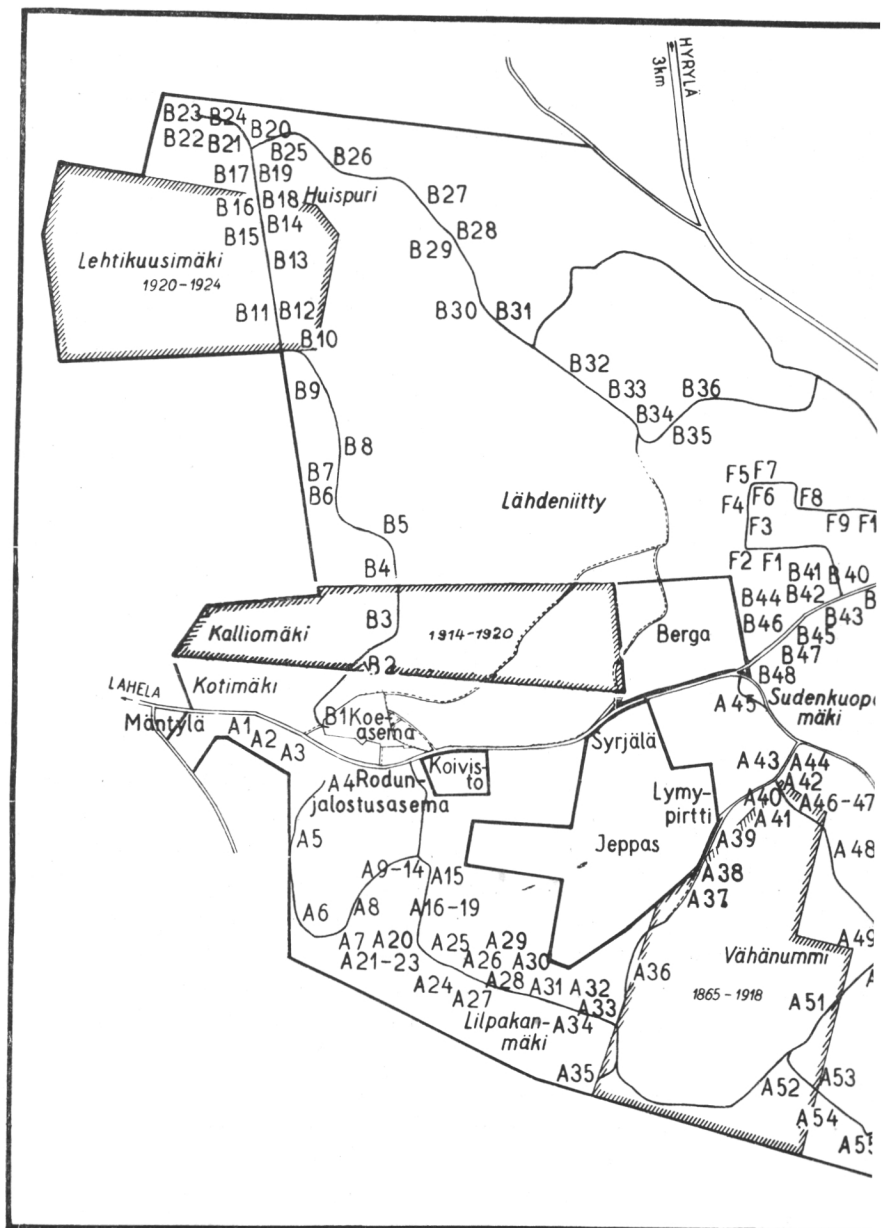 HYRYLÄ
3km
B23 B24
B20
B22 B21
B25 B26
B17 B19
Huispuri
B18
B16
B27
B14
B28
B15
B29
Lehtikuusimäki
B13
1920-1924
B11 B12
B30 B31
B10
B32
B9
B33 B36
B34
B35
B8
B7
F5 F7
B6
Lähdeniitty
F4 F6 F8
B5
F3
F9 F1
B4
F2 F1
B41 B40
B44 B42
B
B3
Kalliomäki
1914-1920
Berga
B46
B43
B45
B2
B47
LAHELA
Kotimäki
B48
A45
Sudenkuopa
mäki
Mäntylä
A1
B1 Koe-
asema
A2
Syrjälä
A3
Koivis-
to
A43 A44
A4 Rodun-
jalostusasema
Lymy-
pirtti
A42
A40 A46-47
A41
A5
Jeppas
A39
A48
A9-14 A15
A38
A37
A6 A8
A16-19
A7 A20
A25 A29
A49
A21-23
A26 A30
Vähänummi
A24
A28 A31 A32
A36
A27
A33
1865-1918
A51
A
Lilpakan-
mäki
A34
A35
A52 A53
A54
A55